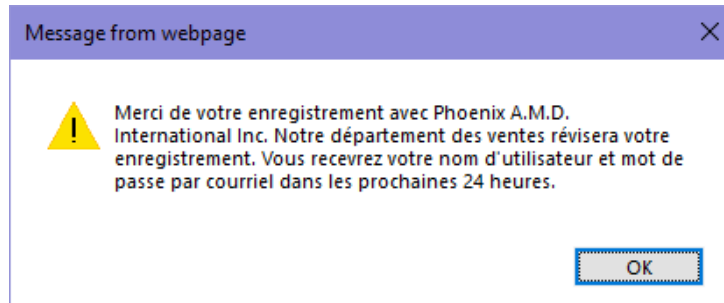 Message from webpage
Merci de votre enregistrement avec Phoenix A.M.D.
International Inc. Notre département des ventes révisera votre
enregistrement. Vous recevrez votre nom d'utilisateur et mot de
passe par courriel dans les prochaines 24 heures.
OK